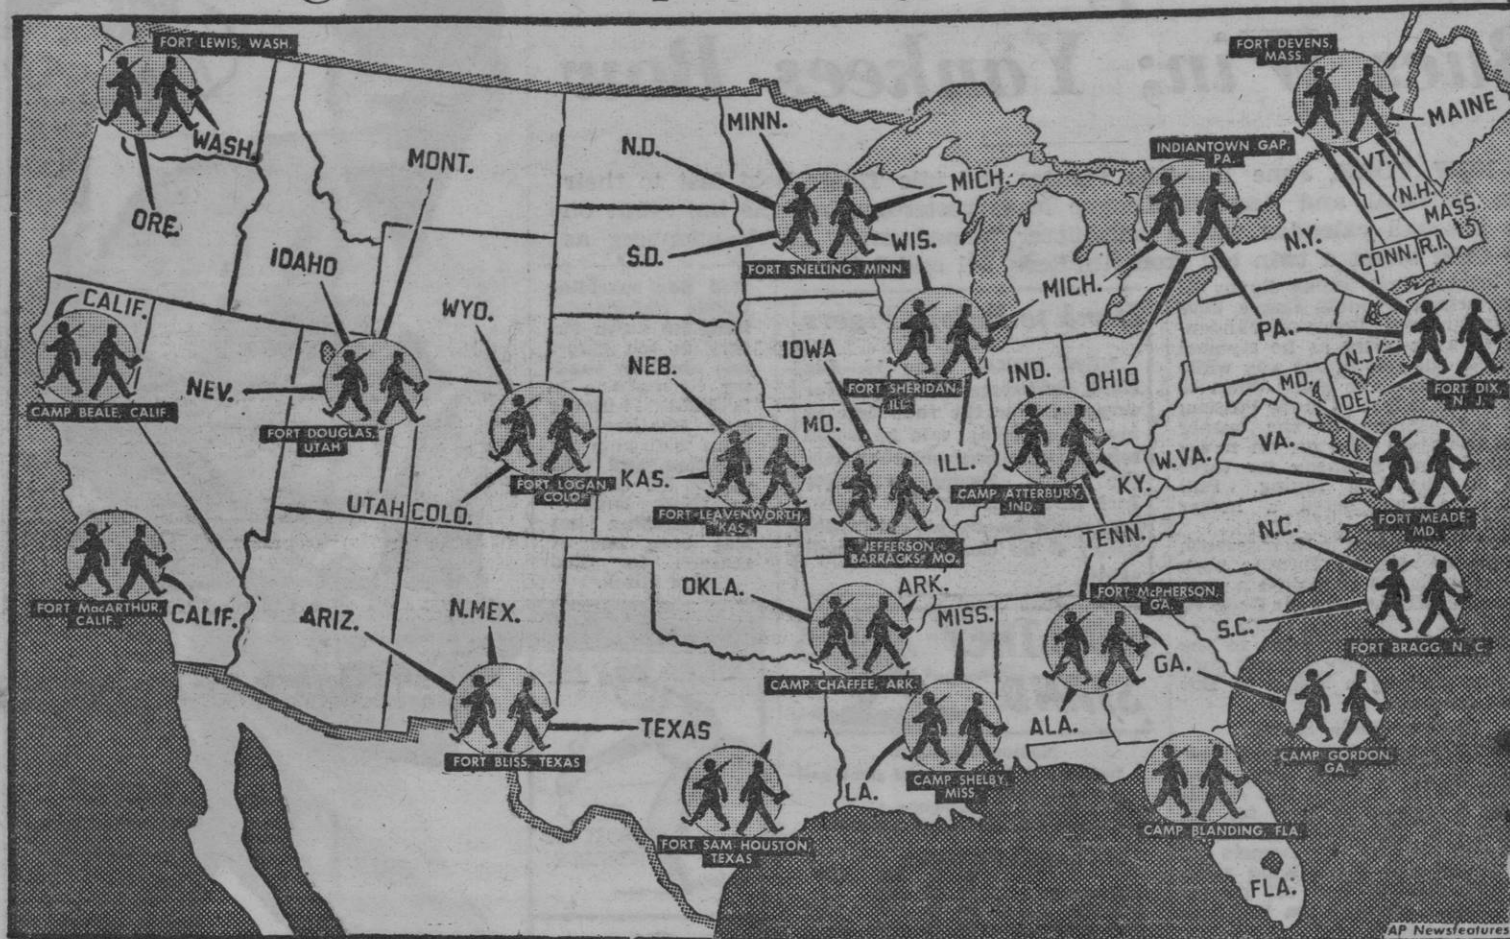 FORT LEWIS, WASH.
WASH.
ORE.
MONT.
IDAHO
N.D.
MINN.
S.D.
MICH.
WIS.
FORT SNELLING, MINN.
FORT DEVENS,
MASS.
MAINE
VT.
N.H.
MASS.
CONN.
R.I.
INDIANTOWN GAP,
PA.
N.Y.
MICH.
PA.
OHIO
N.J.
FORT DIX,
N. J.
MD.
DEL.
CALIF.
CAMP BEALE, CALIF.
NEV.
FORT DOUGLAS,
UTAH
UTAH
WYO.
COLO.
FORT LOGAN,
COLO.
NEB.
KAS.
FORT LEAVENWORTH,
KAS.
IOWA
MO.
JEFFERSON
BARRACKS, MO.
FORT SHERIDAN,
ILL.
ILL.
IND.
CAMP ATTERBURY,
IND.
KY.
W.VA.
VA.
FORT MEADE,
MD.
FORT MacARTHUR,
CALIF.
CALIF.
ARIZ.
N.MEX.
FORT BLISS, TEXAS
TEXAS
FORT SAM HOUSTON,
TEXAS
OKLA.
ARK.
CAMP CHAFFEE, ARK.
MISS.
LA.
CAMP SHELBY,
MISS.
TENN.
FORT McPHERSON,
GA.
GA.
ALA.
N.C.
S.C.
FORT BRAGG, N. C.
CAMP GORDON,
GA.
CAMP BLANDING, FLA.
FLA.
AP Newsfeatures